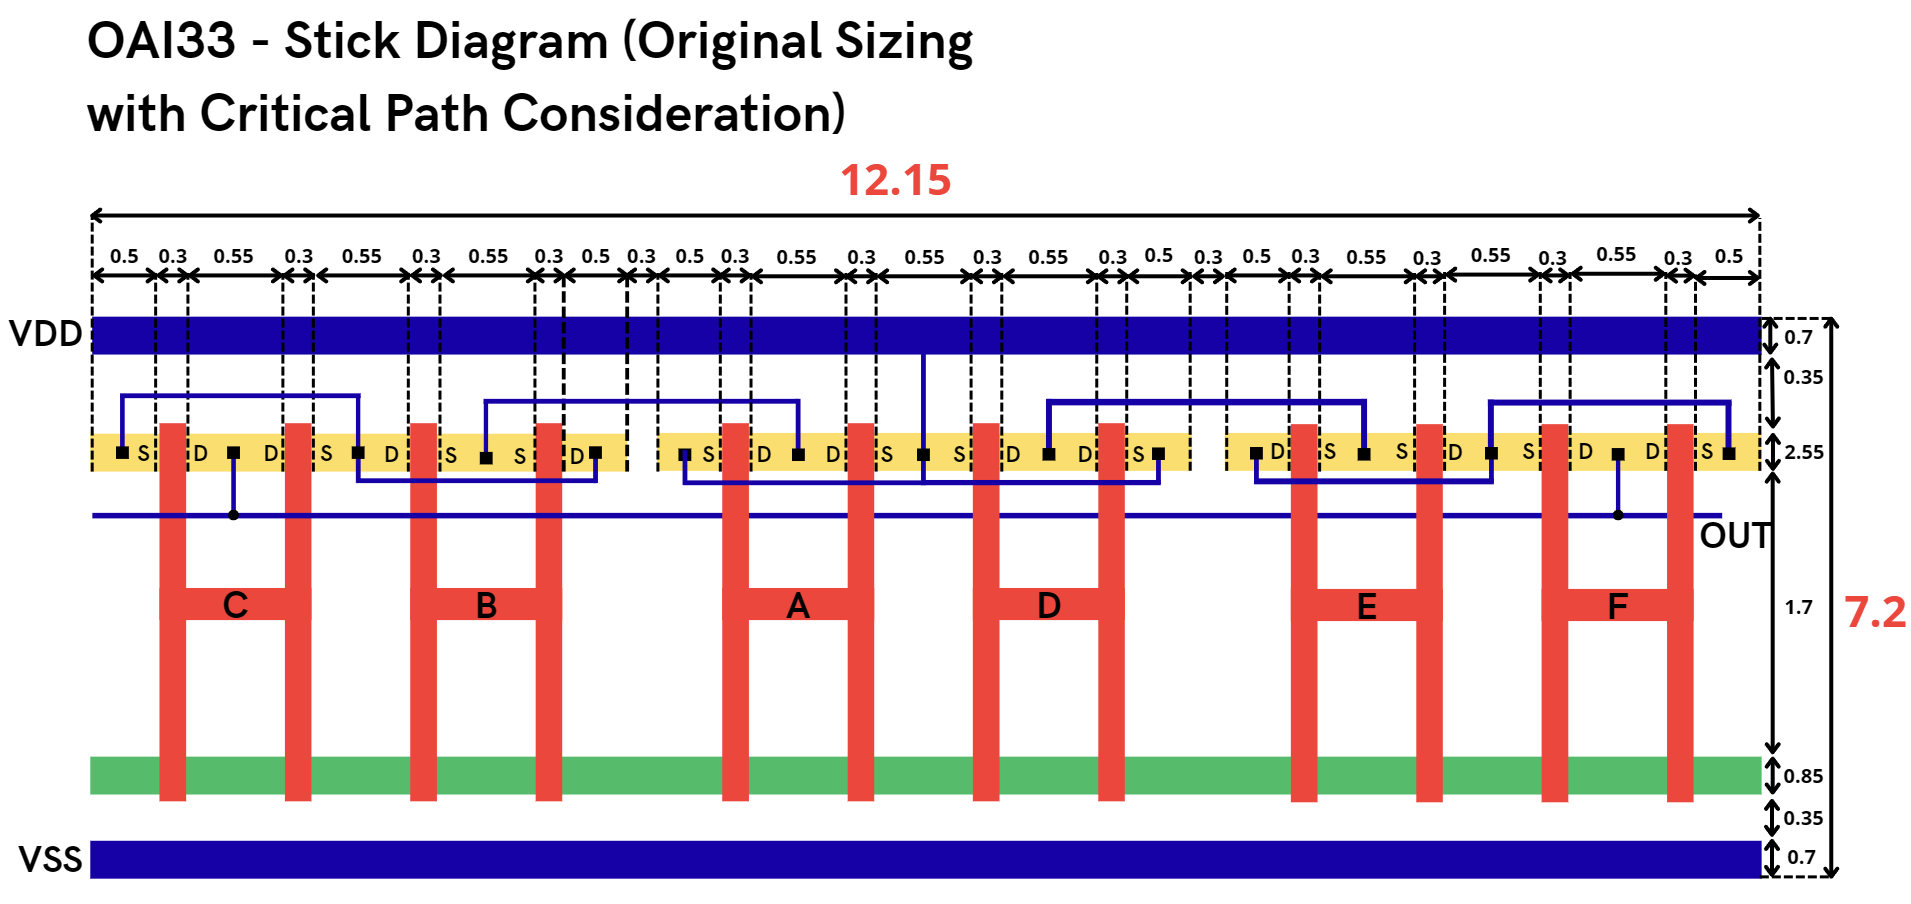 OAI33 - Stick Diagram (Original Sizing
with Critical Path Consideration)
12.15
0.5 0.3 0.55 0.3 0.55 0.3 0.55 0.3 0.5 0.3 0.5 0.3 0.55 0.3 0.55 0.3 0.55 0.3 0.5 0.3 0.5 0.3 0.55 0.3 0.55 0.3 0.55 0.3 0.5
VDD
0.7
0.35
S D D S D S S D S D D S S D D S D S S D S D D S
2.55
OUT
C B A D E F
1.7
7.2
0.85
0.35
VSS
0.7